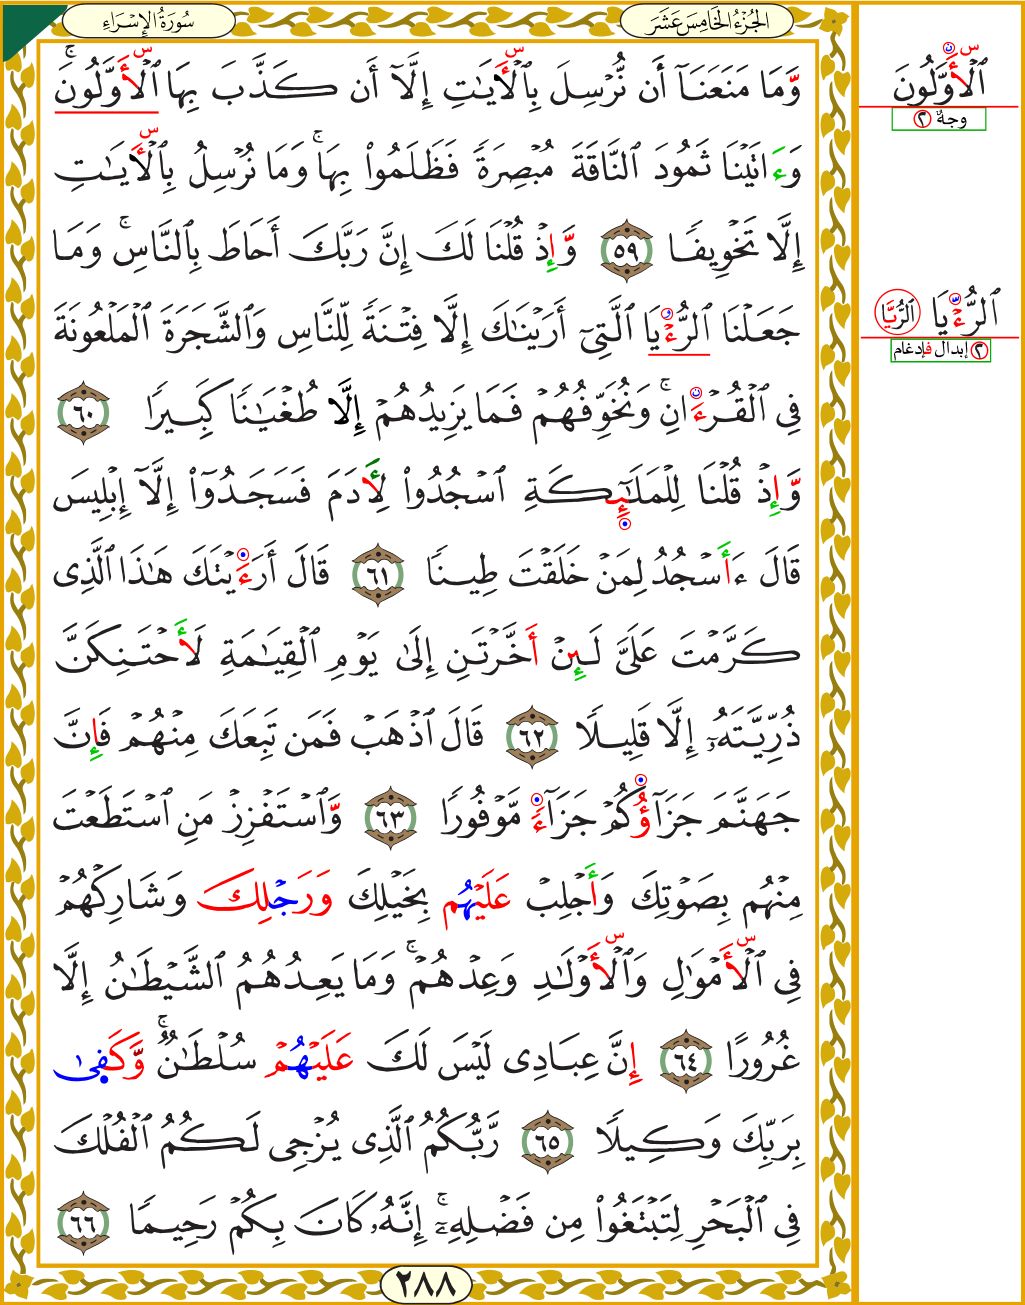 سُورَةُ الإِسْرَاءِ
الجُزْءُ الخَامِسَ عَشَرَ
وَمَا مَنَعَنَآ أَن نُّرْسِلَ بِٱلْأَيَـٰتِ إِلَّآ أَن كَذَّبَ بِهَا ٱلْأَوَّلُونَ ۚ
وَءَاتَيْنَا ثَمُودَ ٱلنَّاقَةَ مُبْصِرَةً فَظَلَمُوا۟ بِهَا ۚ وَمَا نُرْسِلُ بِٱلْأَيَـٰتِ
إِلَّا تَخْوِيفًا ٥٩ وَإِذْ قُلْنَا لَكَ إِنَّ رَبَّكَ أَحَاطَ بِٱلنَّاسِ ۚ وَمَا
جَعَلْنَا ٱلرُّءْيَا ٱلَّتِىٓ أَرَيْنَـٰكَ إِلَّا فِتْنَةً لِّلنَّاسِ وَٱلشَّجَرَةَ ٱلْمَلْعُونَةَ
فِى ٱلْقُرْءَانِ ۚ وَنُخَوِّفُهُمْ فَمَا يَزِيدُهُمْ إِلَّا طُغْيَـٰنًا كَبِيرًا ٦٠
وَإِذْ قُلْنَا لِلْمَلَـٰٓئِكَةِ ٱسْجُدُوا۟ لِأَدَمَ فَسَجَدُوٓا۟ إِلَّآ إِبْلِيسَ
قَالَ ءَأَسْجُدُ لِمَنْ خَلَقْتَ طِينًا ٦١ قَالَ أَرَءَيْتَكَ هَـٰذَا ٱلَّذِى
كَرَّمْتَ عَلَىَّ لَئِنْ أَخَّرْتَنِ إِلَىٰ يَوْمِ ٱلْقِيَـٰمَةِ لَأَحْتَنِكَنَّ
ذُرِّيَّتَهُۥٓ إِلَّا قَلِيلًا ٦٢ قَالَ ٱذْهَبْ فَمَن تَبِعَكَ مِنْهُمْ فَإِنَّ
جَهَنَّمَ جَزَآؤُكُمْ جَزَآءً مَّوْفُورًا ٦٣ وَٱسْتَفْزِزْ مَنِ ٱسْتَطَعْتَ
مِنْهُم بِصَوْتِكَ وَأَجْلِبْ عَلَيْهُم بِخَيْلِكَ وَرَجْلِكَ وَشَارِكْهُمْ
فِى ٱلْأَمْوَٰلِ وَٱلْأَوْلَـٰدِ وَعِدْهُمْ ۚ وَمَا يَعِدُهُمُ ٱلشَّيْطَـٰنُ إِلَّا
غُرُورًا ٦٤ إِنَّ عِبَادِى لَيْسَ لَكَ عَلَيْهُمْ سُلْطَـٰنٌ ۚ وَكَفَىٰ
بِرَبِّكَ وَكِيلًا ٦٥ رَّبُّكُمُ ٱلَّذِى يُزْجِى لَكُمُ ٱلْفُلْكَ
فِى ٱلْبَحْرِ لِتَبْتَغُوا۟ مِن فَضْلِهِۦٓ ۚ إِنَّهُۥ كَانَ بِكُمْ رَحِيمًا ٦٦
٢٨٨
ٱلْأَوَّلُونَ
وجهُ ٢
ٱلرُّءْيَا ٱلرُّيَّا
٢ إبدال فإدغام